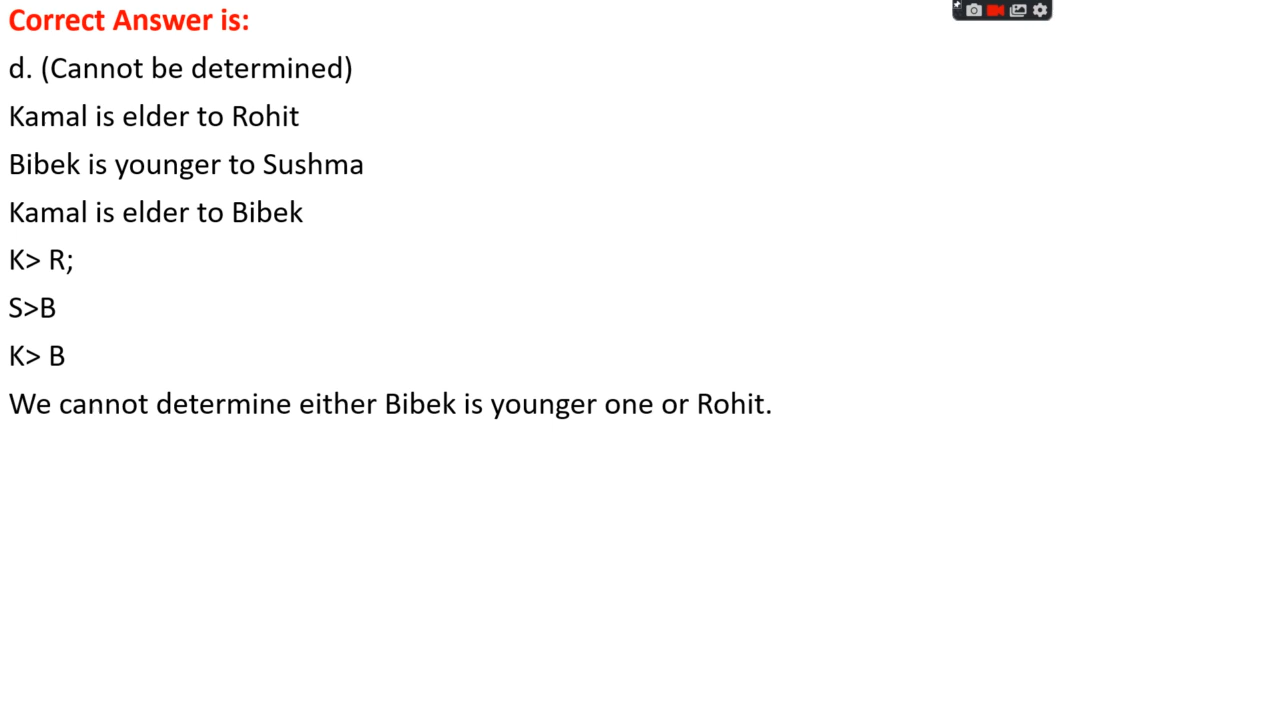 Correct Answer is:
d. (Cannot be determined)
Kamal is elder to Rohit
Bibek is younger to Sushma
Kamal is elder to Bibek
K> R;
S>B
K> B
We cannot determine either Bibek is younger one or Rohit.